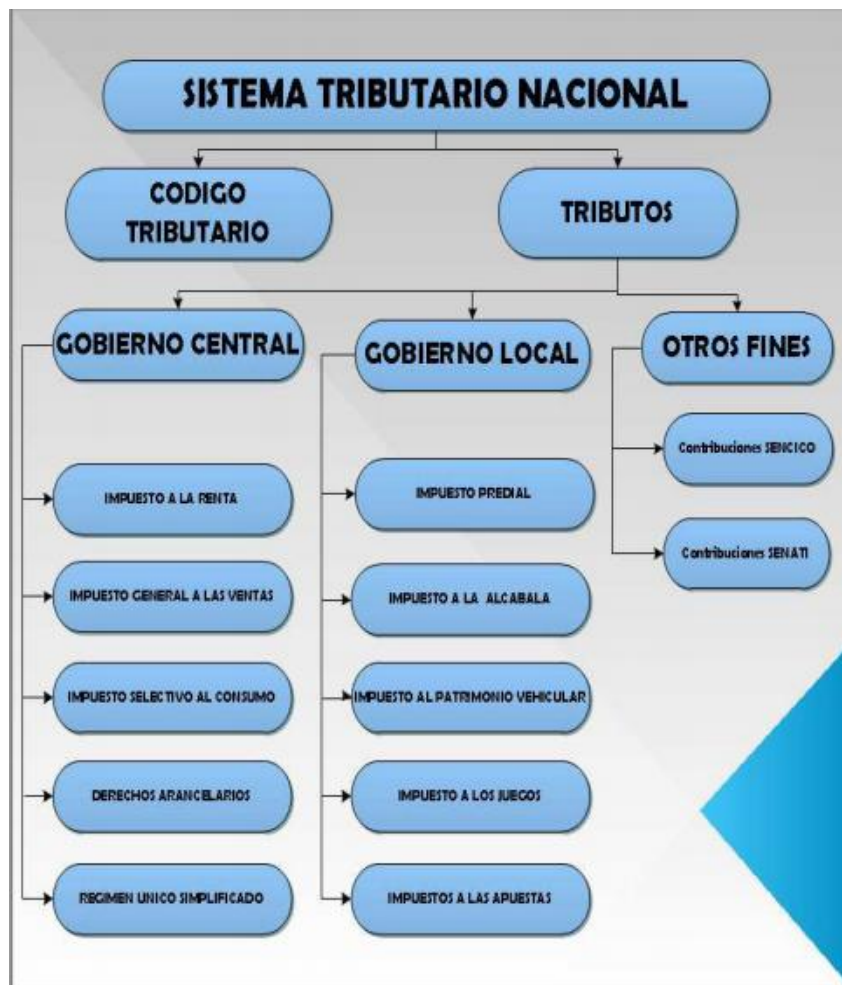 SISTEMA TRIBUTARIO NACIONAL
CODIGO
TRIBUTARIO
TRIBUTOS
GOBIERNO CENTRAL
IMPUESTO A LA RENTA
IMPUESTO GENERAL A LAS VENTAS
IMPUESTO SELECTIVO AL CONSUMO
DERECHOS ARANCELARIOS
REGIMEN UNICO SIMPLIFICADO
GOBIERNO LOCAL
IMPUESTO PREDIAL
IMPUESTO A LA ALCABALA
IMPUESTO AL PATRIMONIO VEHICULAR
IMPUESTO A LOS JUEGOS
IMPUESTOS A LAS APUESTAS
OTROS FINES
Contribuciones SENCICO
Contribuciones SENATI